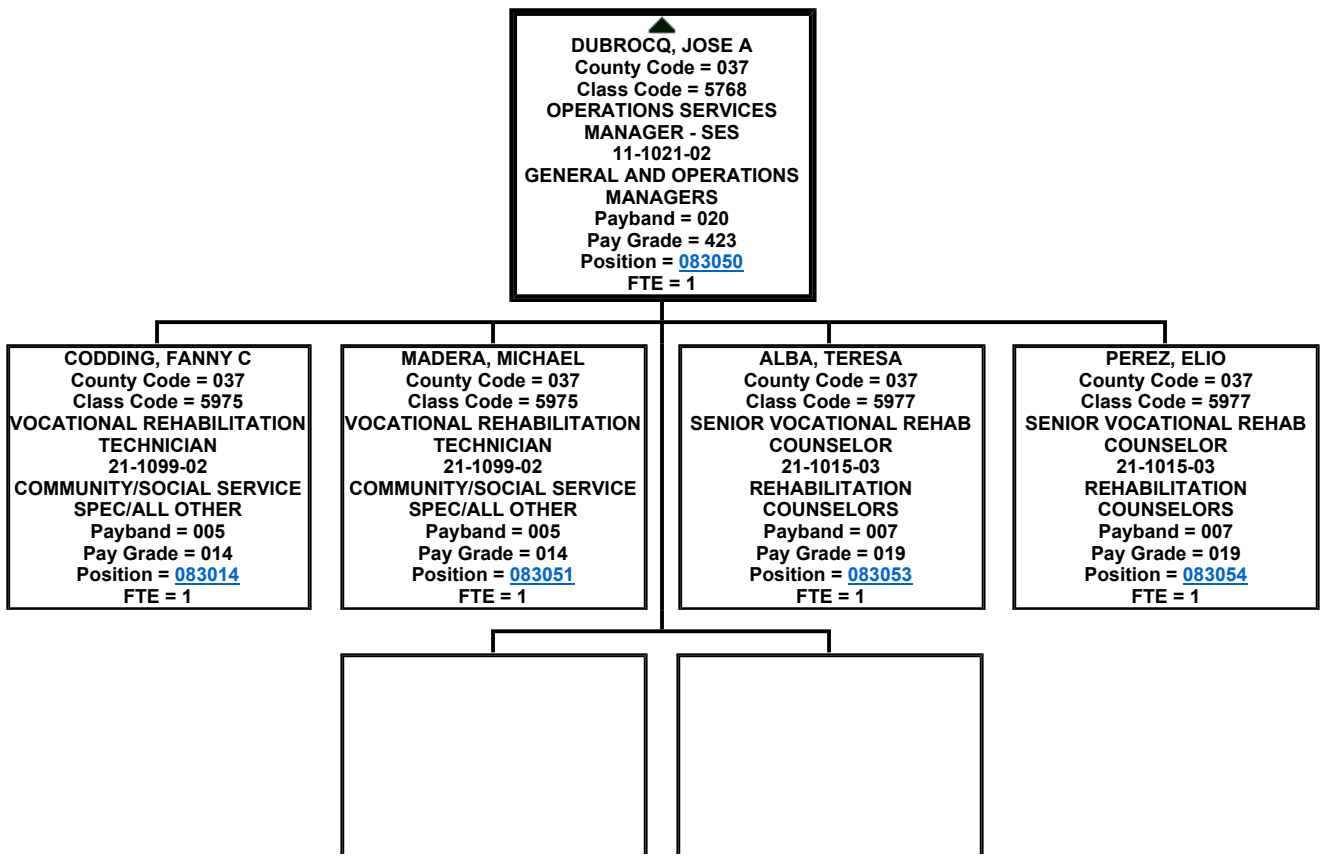 DUBROCQ, JOSE A
County Code = 037
Class Code = 5768
OPERATIONS SERVICES
MANAGER - SES
11-1021-02
GENERAL AND OPERATIONS
MANAGERS
Payband = 020
Pay Grade = 423
Position = 083050
FTE = 1
CODDING, FANNY C
County Code = 037
Class Code = 5975
VOCATIONAL REHABILITATION
TECHNICIAN
21-1099-02
COMMUNITY/SOCIAL SERVICE
SPEC/ALL OTHER
Payband = 005
Pay Grade = 014
Position = 083014
FTE = 1
MADERA, MICHAEL
County Code = 037
Class Code = 5975
VOCATIONAL REHABILITATION
TECHNICIAN
21-1099-02
COMMUNITY/SOCIAL SERVICE
SPEC/ALL OTHER
Payband = 005
Pay Grade = 014
Position = 083051
FTE = 1
ALBA, TERESA
County Code = 037
Class Code = 5977
SENIOR VOCATIONAL REHAB
COUNSELOR
21-1015-03
REHABILITATION
COUNSELORS
Payband = 007
Pay Grade = 019
Position = 083053
FTE = 1
PEREZ, ELIO
County Code = 037
Class Code = 5977
SENIOR VOCATIONAL REHAB
COUNSELOR
21-1015-03
REHABILITATION
COUNSELORS
Payband = 007
Pay Grade = 019
Position = 083054
FTE = 1